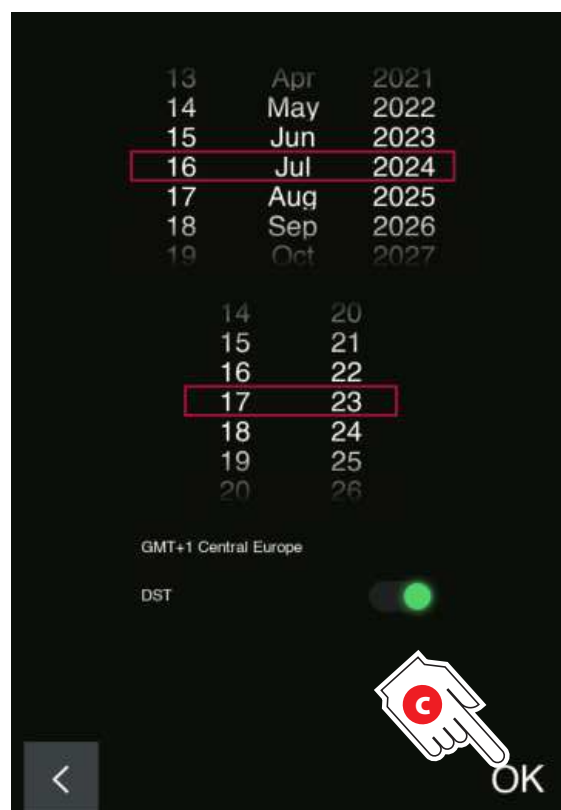 13 Apr 2021
14 May 2022
15 Jun 2023
16 Jul 2024
17 Aug 2025
18 Sep 2026
19 Oct 2027
14 20
15 21
16 22
17 23
18 24
19 25
20 26
GMT+1 Central Europe
DST
C
< OK